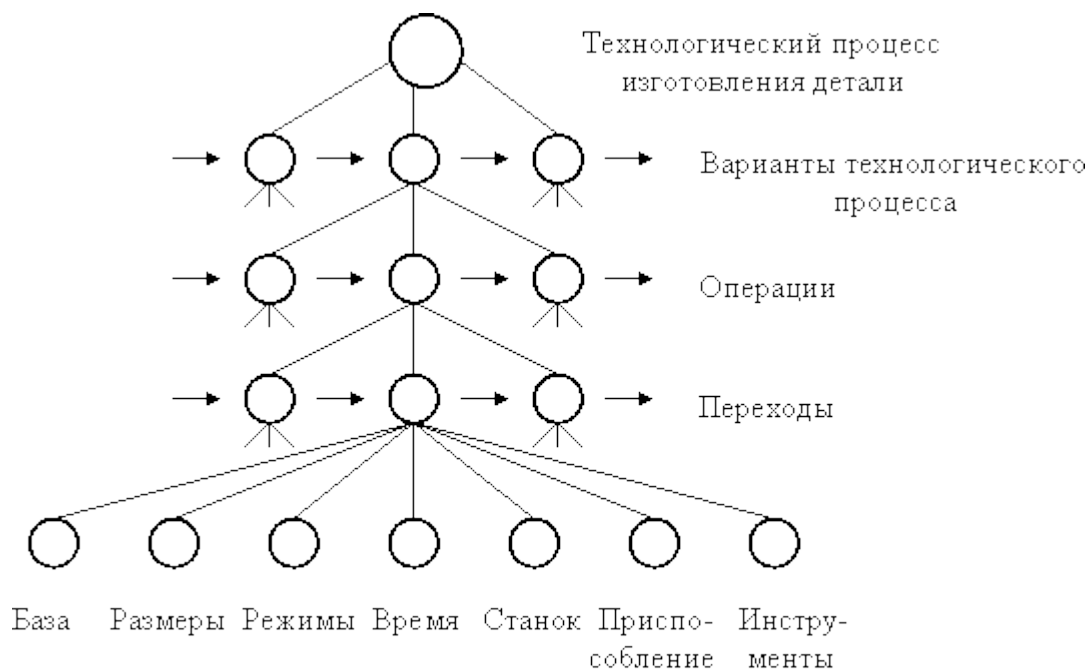 Технологический процесс
изготовления детали
Варианты технологического
процесса
Операции
Переходы
База Размеры Режимы Время Станок Приспо- Инстру-
собление менты